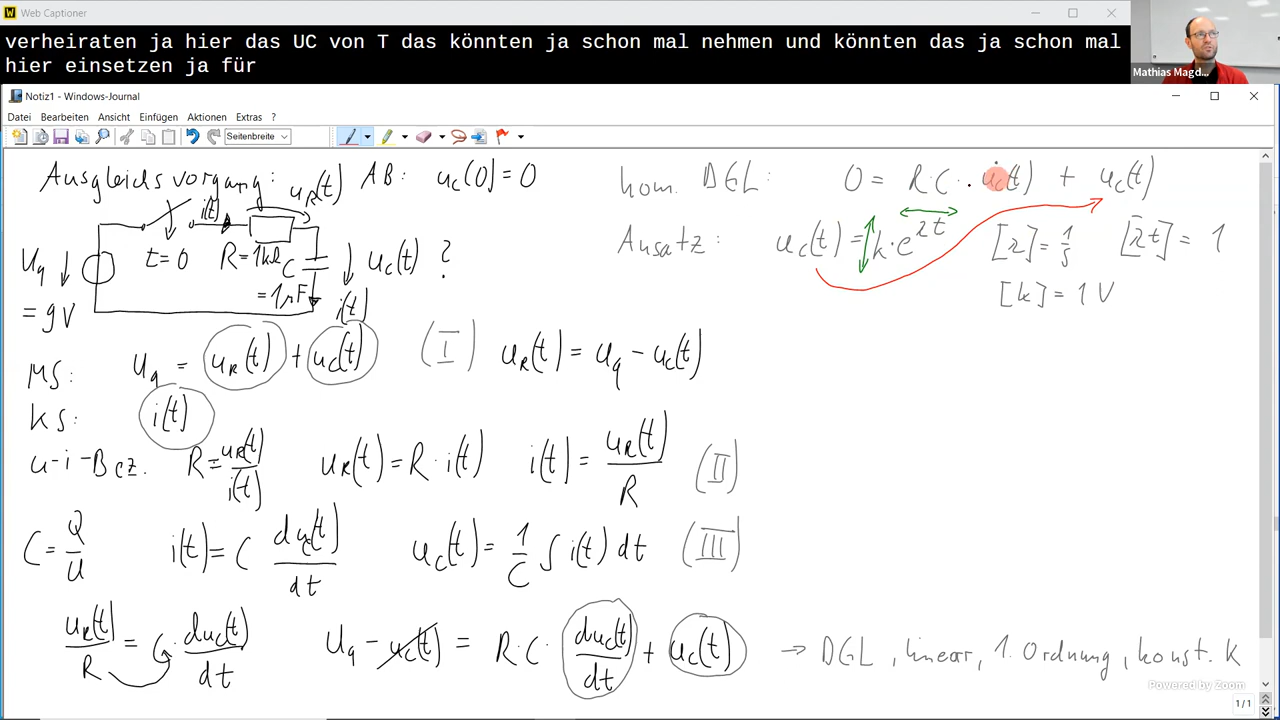 Web Captioner
verheiraten ja hier das UC von T das könnten ja schon mal nehmen und könnten das ja schon mal
hier einsetzen ja für
Mathias Magd...
Notiz1 - Windows-Journal
Datei Bearbeiten Ansicht Einfügen Aktionen Extras ?
Seitenbreite
Ausgleichsvorgang: u_R(t) AB: u_C(0) = 0
i(t)
U_q t=0 R=1kΩ C u_C(t) ?
= 9V =1µF i(t)
MS: U_q = u_R(t) + u_C(t) (I) u_R(t) = U_q - u_C(t)
KS: i(t)
u-i-Bez. R = u_R(t)/i(t) u_R(t) = R · i(t) i(t) = u_R(t)/R (II)
C = Q/U i(t) = C du_C(t)/dt u_C(t) = 1/C ∫ i(t) dt (III)
u_R(t)/R = C · du_C(t)/dt U_q - u_C(t) = R·C· du_C(t)/dt + u_C(t) → DGL, linear, 1. Ordnung, konst. K
hom. DGL: 0 = R·C · u̇_C(t) + u_C(t)
Ansatz: u_C(t) = k·e^{λt} [λ] = 1/s [λt] = 1
[k] = 1 V
Powered by Zoom
1/1